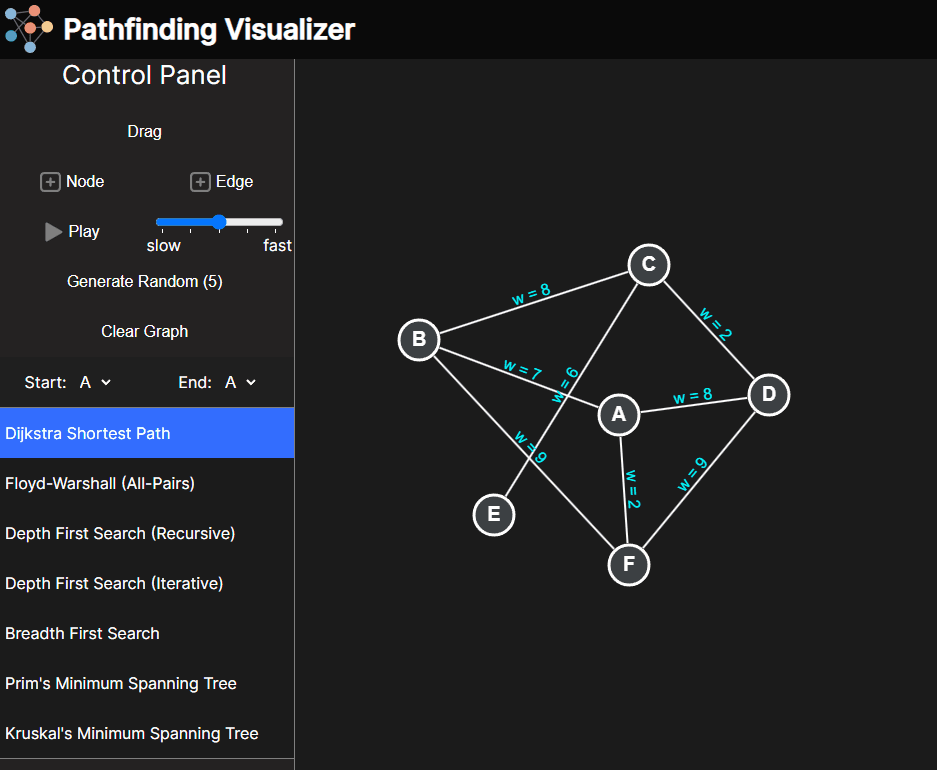 Pathfinding Visualizer
Control Panel
Drag
Node
Edge
Play
slow
fast
Generate Random (5)
Clear Graph
Start: A
End: A
Dijkstra Shortest Path
Floyd-Warshall (All-Pairs)
Depth First Search (Recursive)
Depth First Search (Iterative)
Breadth First Search
Prim's Minimum Spanning Tree
Kruskal's Minimum Spanning Tree
C
w = 8
w = 2
B
w = 7
w = 6
D
w = 8
A
w = 9
w = 9
w = 2
E
F